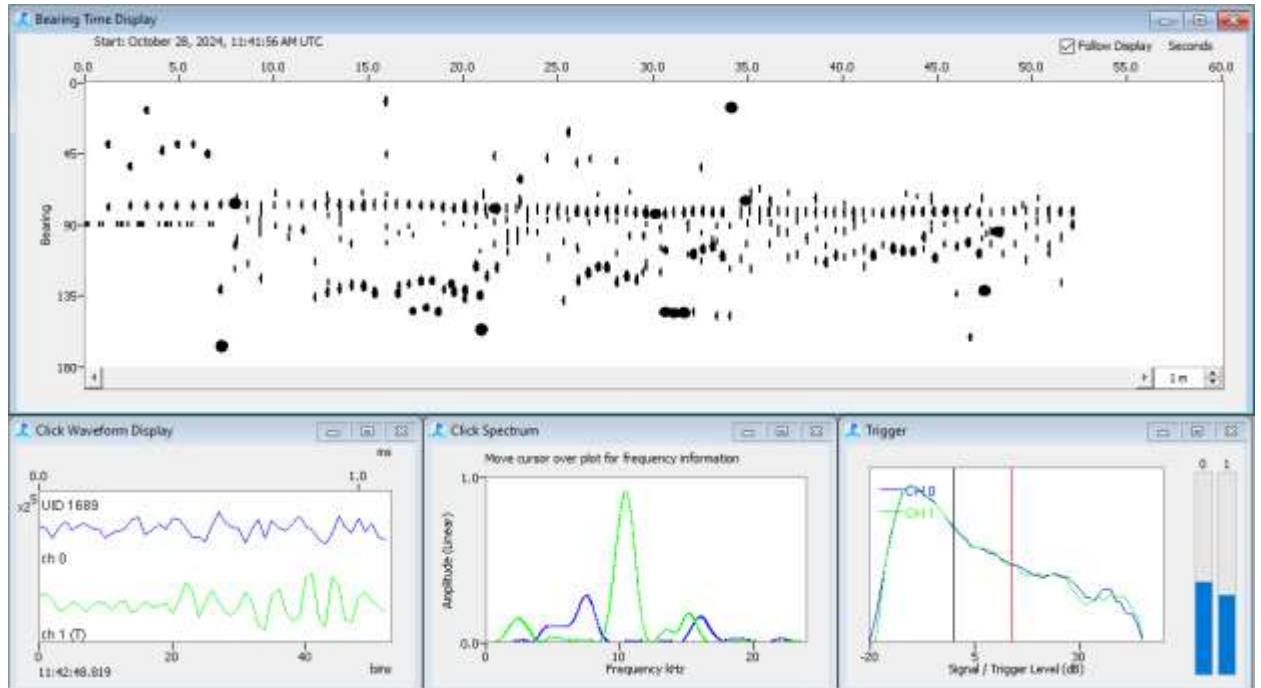 Bearing Time Display
Start: October 28, 2024, 11:41:56 AM UTC
Follow Display Seconds
0.0 5.0 10.0 15.0 20.0 25.0 30.0 35.0 40.0 45.0 50.0 55.0 60.0
0
45
90
135
180
Bearing
1 m
Click Waveform Display
ms
0.0 1.0
UID 1689
ch 0
ch 1 (T)
0 20 40
11:42:48.819 bins
Click Spectrum
Move cursor over plot for frequency information
1.0
Amplitude (Linear)
0.0
0 10 20
Frequency kHz
Trigger
0 1
CH 0
CH 1
-20 5 30
Signal / Trigger Level (dB)